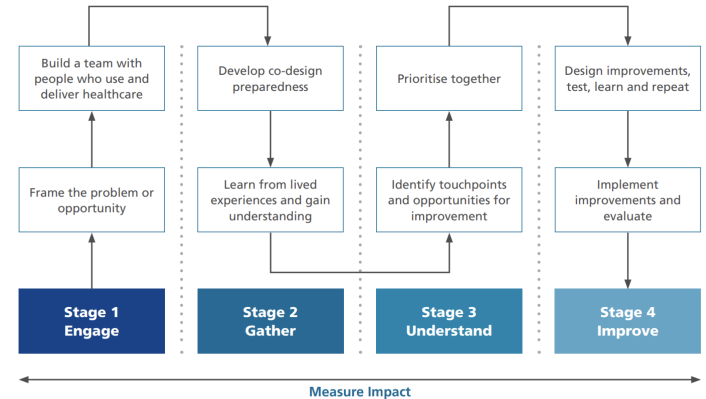 Build a team with
people who use and
deliver healthcare
Frame the problem or
opportunity
Stage 1
Engage
Develop co-design
preparedness
Learn from lived
experiences and gain
understanding
Stage 2
Gather
Prioritise together
Identify touchpoints
and opportunities for
improvement
Stage 3
Understand
Design improvements,
test, learn and repeat
Implement
improvements and
evaluate
Stage 4
Improve
Measure Impact